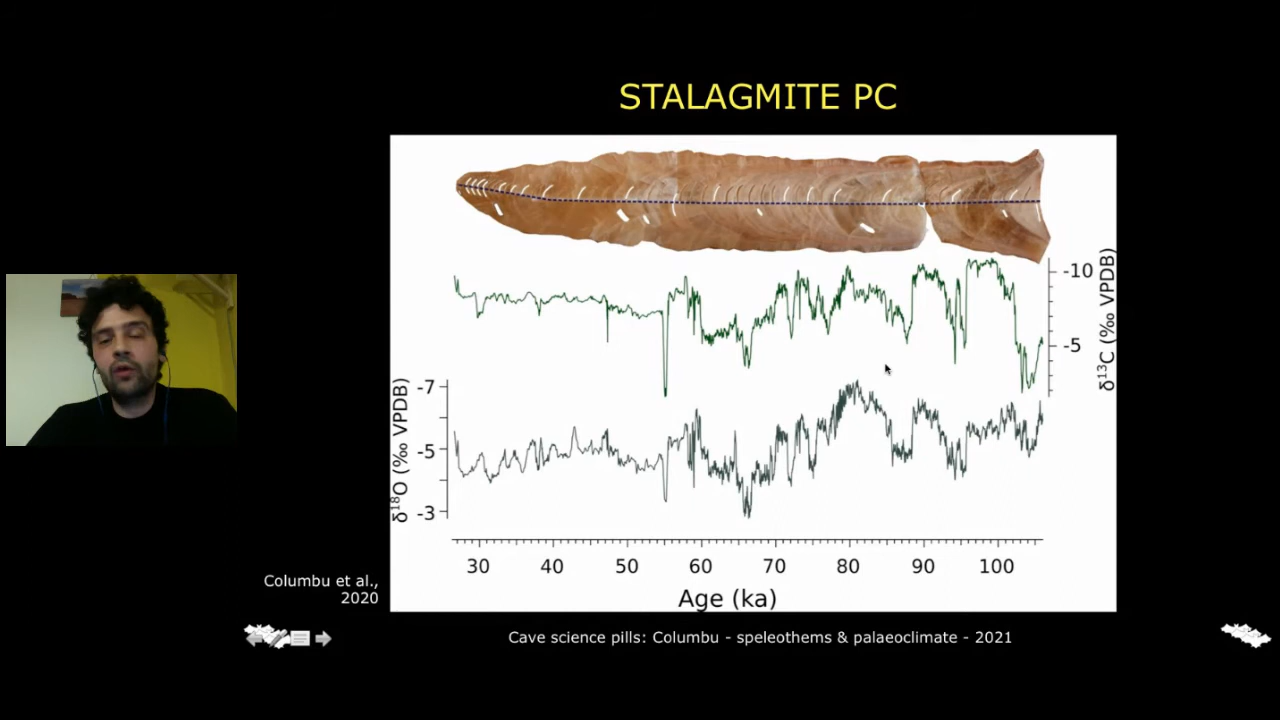 STALAGMITE PC
-10
-5
δ¹³C (‰ VPDB)
-7
-5
-3
δ¹⁸O (‰ VPDB)
30 40 50 60 70 80 90 100
Age (ka)
Columbu et al.,
2020
Cave science pills: Columbu - speleothems & palaeoclimate - 2021